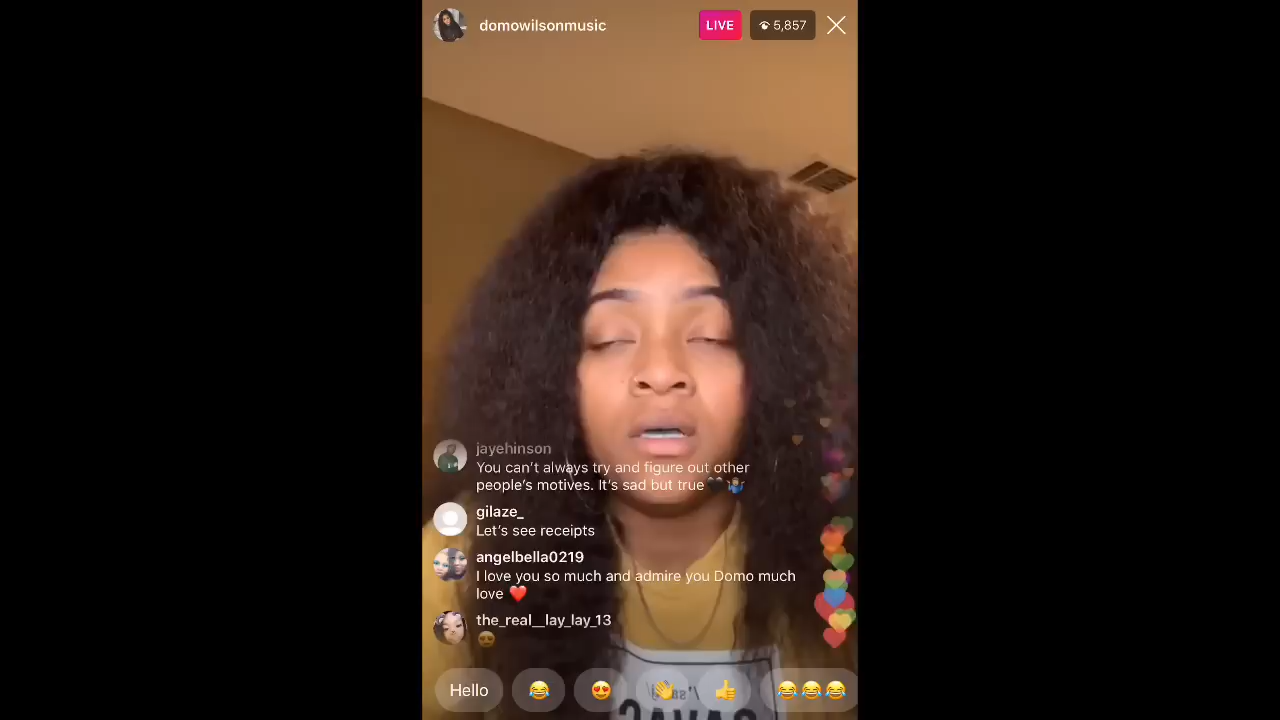 domowilsonmusic
LIVE
5,857
jayehinson
You can't always try and figure out other
people's motives. It's sad but true🖤🤷🏽‍♂️
gilaze_
Let's see receipts
angelbella0219
I love you so much and admire you Domo much
love ❤️
the_real__lay_lay_13
😍
Hello 😂 😍 👋 👍 😂😂😂